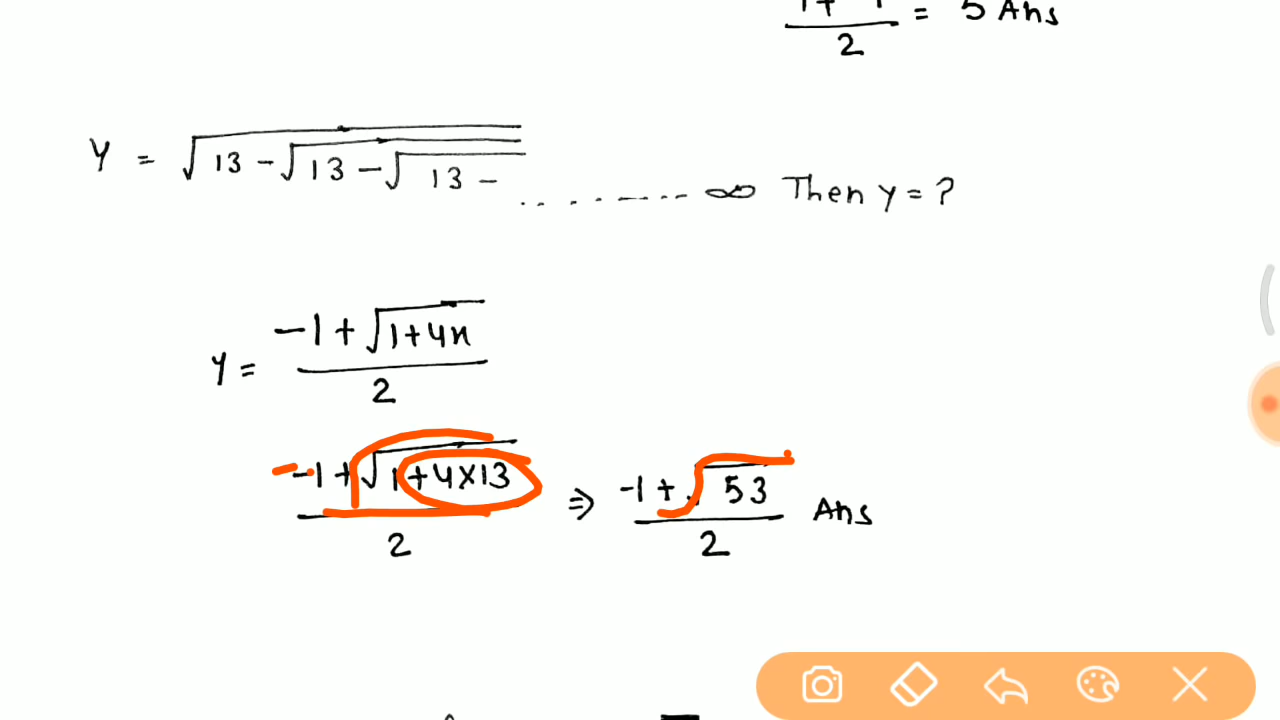 2 = 5 Ans
Y = √13 - √13 - √13 - ......... ∞ Then y = ?
Y = -1 + √1+4n / 2
-1 + √1+4×13 / 2 ⇒ -1 + √53 / 2 Ans